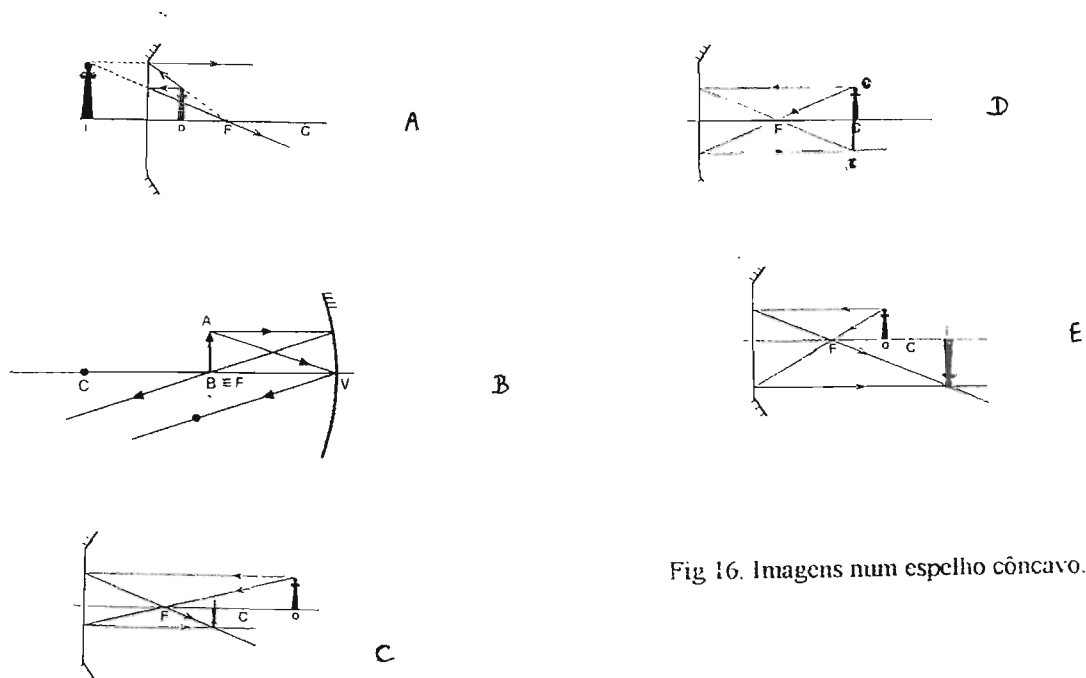 I O F C
A
C
F
D
A
C B ≡ F V
B
F O C
E
F C O
C
Fig 16. Imagens num espelho côncavo.